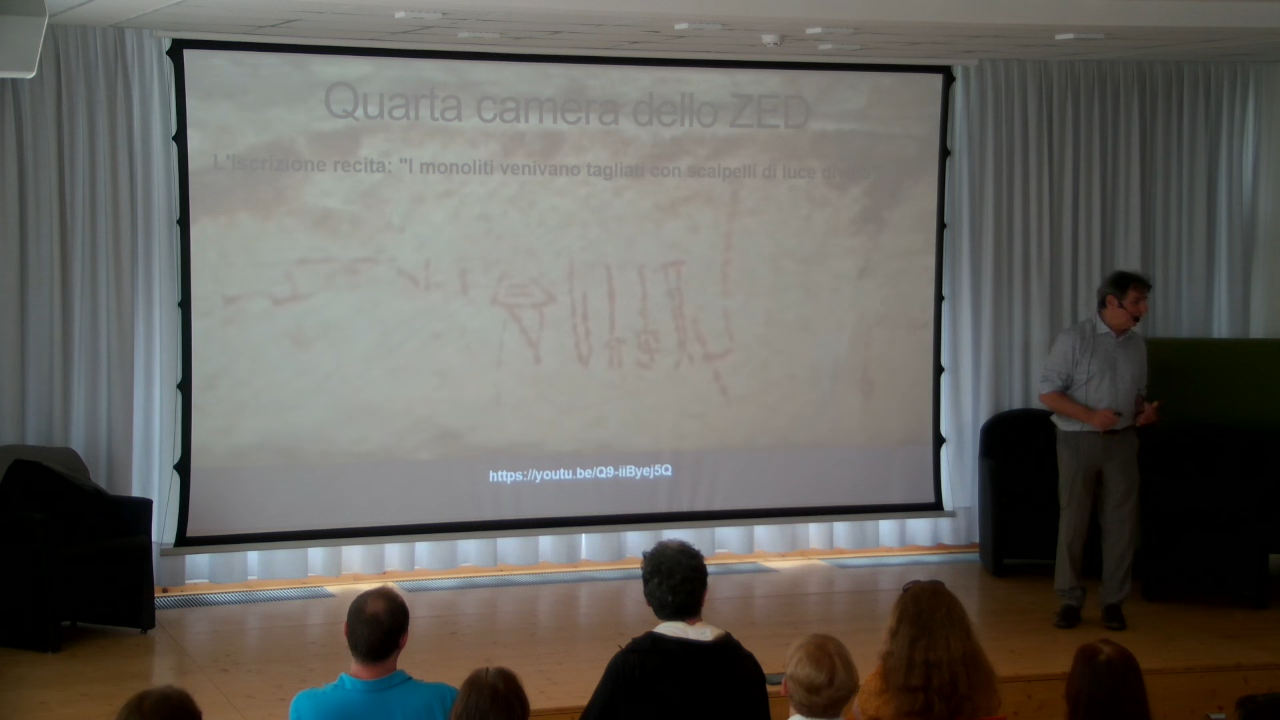 Quarta camera dello ZED
L'iscrizione recita: "I monoliti venivano tagliati con scalpelli di luce
https://youtu.be/Q9-iiByej5Q